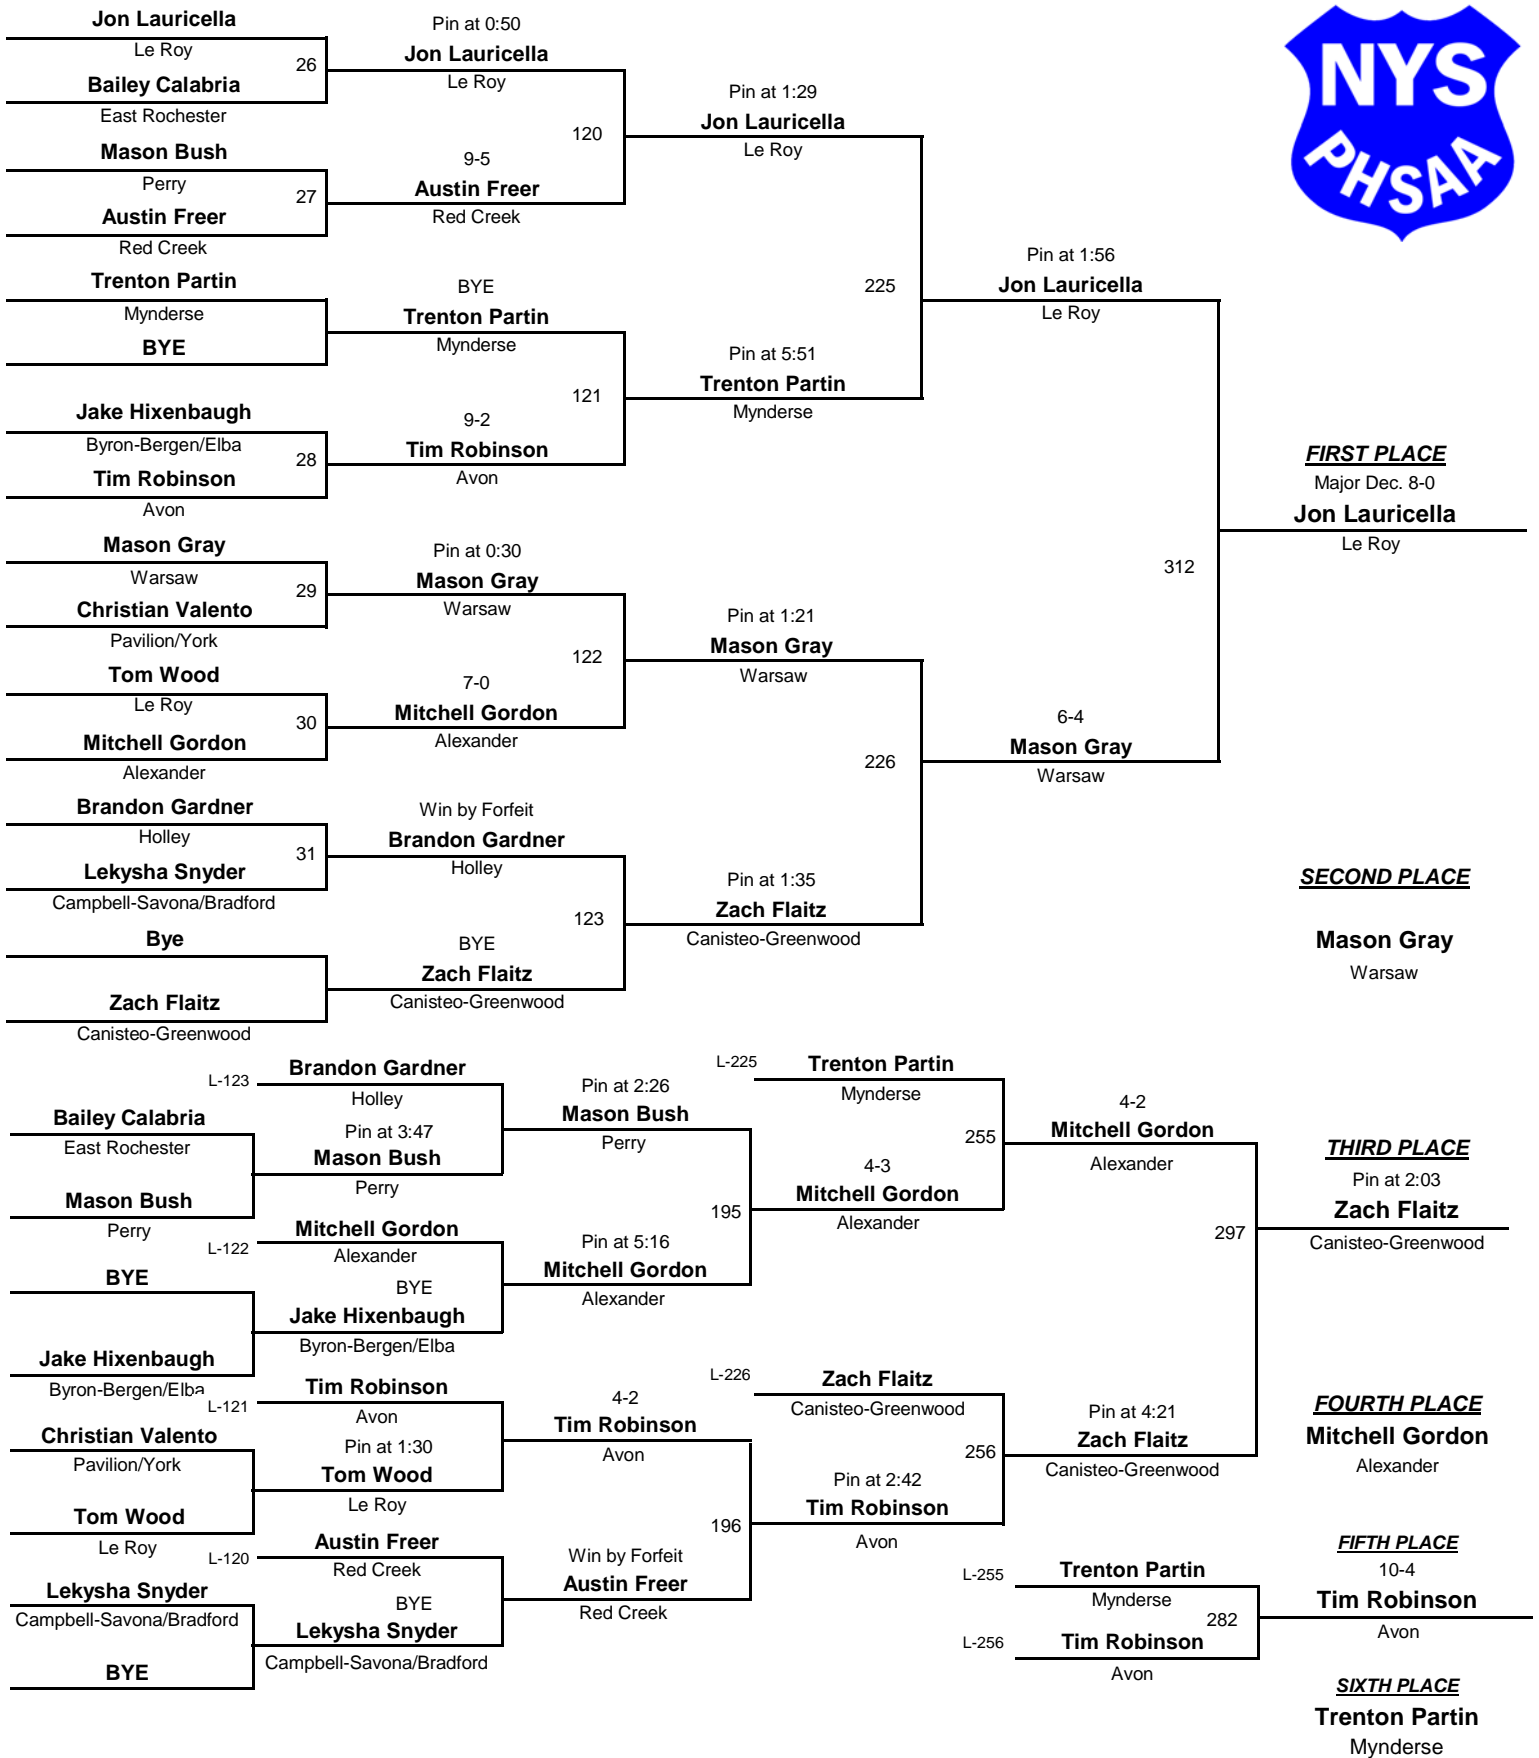 Jon Lauricella
Le Roy
26
Bailey Calabria
East Rochester
Mason Bush
Perry
27
Austin Freer
Red Creek
Trenton Partin
Mynderse
BYE
Jake Hixenbaugh
Byron-Bergen/Elba
28
Tim Robinson
Avon
Mason Gray
Warsaw
29
Christian Valento
Pavilion/York
Tom Wood
Le Roy
30
Mitchell Gordon
Alexander
Brandon Gardner
Holley
31
Lekysha Snyder
Campbell-Savona/Bradford
Bye
Zach Flaitz
Canisteo-Greenwood
Pin at 0:50
Jon Lauricella
Le Roy
120
9-5
Austin Freer
Red Creek
BYE
Trenton Partin
Mynderse
121
9-2
Tim Robinson
Avon
Pin at 0:30
Mason Gray
Warsaw
122
7-0
Mitchell Gordon
Alexander
Win by Forfeit
Brandon Gardner
Holley
123
BYE
Zach Flaitz
Canisteo-Greenwood
Pin at 1:29
Jon Lauricella
Le Roy
225
Pin at 5:51
Trenton Partin
Mynderse
Pin at 1:21
Mason Gray
Warsaw
226
Pin at 1:35
Zach Flaitz
Canisteo-Greenwood
Pin at 1:56
Jon Lauricella
Le Roy
312
6-4
Mason Gray
Warsaw
NYS
PHSAA
FIRST PLACE
Major Dec. 8-0
Jon Lauricella
Le Roy
SECOND PLACE
Mason Gray
Warsaw
Bailey Calabria
East Rochester
Mason Bush
Perry
BYE
Jake Hixenbaugh
Byron-Bergen/Elba
Christian Valento
Pavilion/York
Tom Wood
Le Roy
Lekysha Snyder
Campbell-Savona/Bradford
BYE
L-123
Brandon Gardner
Holley
Pin at 3:47
Mason Bush
Perry
L-122
Mitchell Gordon
Alexander
BYE
Jake Hixenbaugh
Byron-Bergen/Elba
L-121
Tim Robinson
Avon
Pin at 1:30
Tom Wood
Le Roy
L-120
Austin Freer
Red Creek
BYE
Lekysha Snyder
Campbell-Savona/Bradford
Pin at 2:26
Mason Bush
Perry
195
Pin at 5:16
Mitchell Gordon
Alexander
4-2
Tim Robinson
Avon
196
Win by Forfeit
Austin Freer
Red Creek
L-225
Trenton Partin
Mynderse
255
4-3
Mitchell Gordon
Alexander
L-226
Zach Flaitz
Canisteo-Greenwood
256
Pin at 2:42
Tim Robinson
Avon
4-2
Mitchell Gordon
Alexander
297
Pin at 4:21
Zach Flaitz
Canisteo-Greenwood
L-255
Trenton Partin
Mynderse
282
L-256
Tim Robinson
Avon
THIRD PLACE
Pin at 2:03
Zach Flaitz
Canisteo-Greenwood
FOURTH PLACE
Mitchell Gordon
Alexander
FIFTH PLACE
10-4
Tim Robinson
Avon
SIXTH PLACE
Trenton Partin
Mynderse